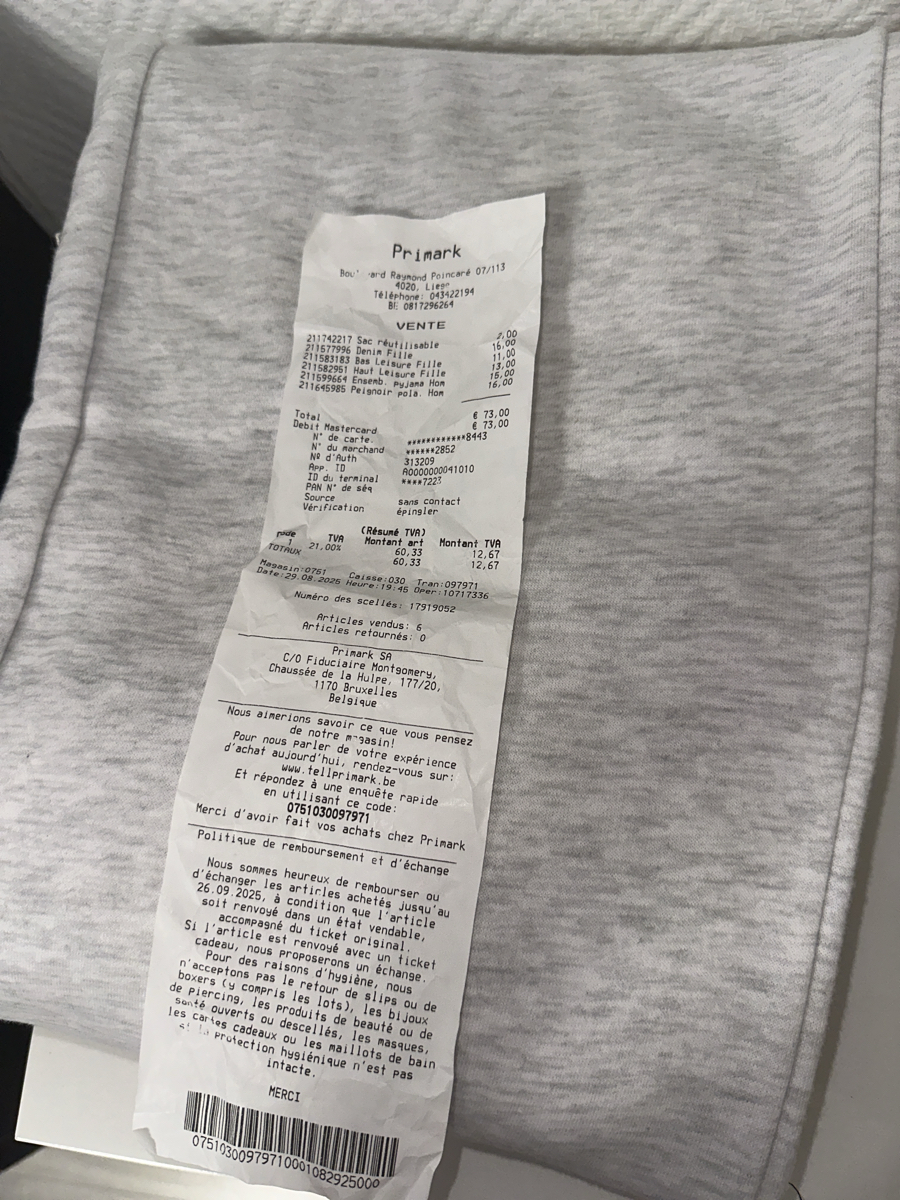 Primark
Raymond Poincaré 07/113
4020, Liege
Téléphone: 043422194
BE 0817296264
VENTE
211742217 Sac réutilisable 2,00
211577996 Denim Fille 16,00
211583183 Bas Leisure Fille 11,00
211582951 Haut Leisure Fille 13,00
211599664 Ensemb. pyjama Hom 15,00
211645985 Peignoir pola. Hom 16,00
Total € 73,00
Debit Mastercard € 73,00
N° de carte. ************8443
N° du marchand ******2852
Nº d'Auth 313209
App. ID A0000000041010
ID du terminal ****7223
PAN N° de séq
Source sans contact
Vérification épingler
(Résumé TVA)
code TVA Montant art Montant TVA
1 21,00% 60,33 12,67
TOTAUX 60,33 12,67
Magasin:0751 Caisse:030 Tran:097971
Date:29.08.2025 Heure:19:45 Oper:10717336
Numéro des scellés: 17919052
Articles vendus: 6
Articles retournés: 0
Primark SA
C/O Fiduciaire Montgomery,
Chaussée de la Hulpe, 177/20,
1170 Bruxelles
Belgique
Nous aimerions savoir ce que vous pensez
de notre magasin!
Pour nous parler de votre expérience
d'achat aujourd'hui, rendez-vous sur:
www.tellprimark.be
Et répondez à une enquête rapide
en utilisant ce code:
0751030097971
Merci d'avoir fait vos achats chez Primark
Politique de remboursement et d'échange
Nous sommes heureux de rembourser ou
d'échanger les articles achetés jusqu'au
26.09.2025, à condition que l'article
soit renvoyé dans un état vendable,
accompagné du ticket original.
Si l'article est renvoyé avec un ticket
cadeau, nous proposerons un échange.
Pour des raisons d'hygiène, nous
n'acceptons pas le retour de slips ou de
boxers (y compris les lots), les bijoux
de piercing, les produits de beauté ou de
santé ouverts ou descellés, les masques,
les cartes cadeaux ou les maillots de bain
si la protection hygiénique n'est pas
intacte.
MERCI
0751030097971000108292500​0